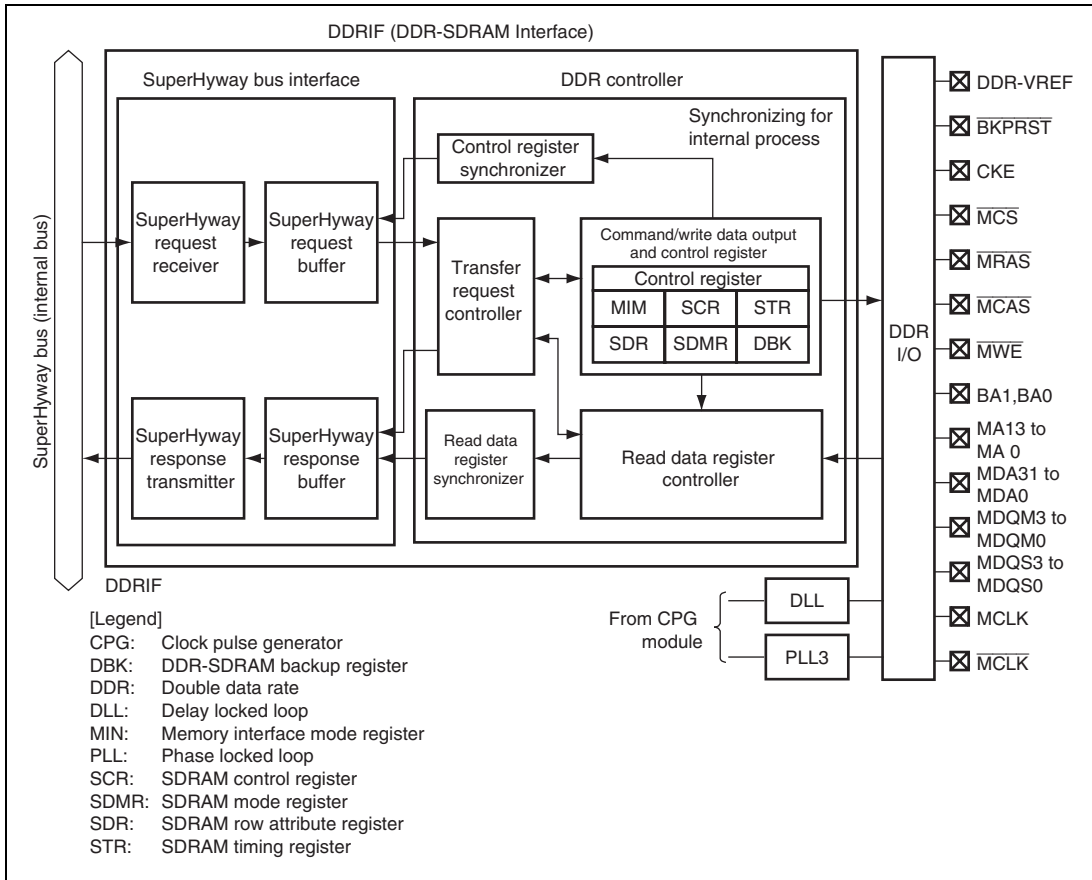 DDRIF (DDR-SDRAM Interface)
SuperHyway bus (internal bus)
SuperHyway bus interface
SuperHyway
request
receiver
SuperHyway
request
buffer
SuperHyway
response
transmitter
SuperHyway
response
buffer
DDR controller
Synchronizing for
internal process
Control register
synchronizer
Transfer
request
controller
Command/write data output
and control register
Control register
MIM
SCR
STR
SDR
SDMR
DBK
Read data
register
synchronizer
Read data register
controller
DDRIF
DDR
I/O
DDR-VREF
BKPRST
CKE
MCS
MRAS
MCAS
MWE
BA1,BA0
MA13 to
MA 0
MDA31 to
MDA0
MDQM3 to
MDQM0
MDQS3 to
MDQS0
MCLK
MCLK
From CPG
module
DLL
PLL3
[Legend]
CPG: Clock pulse generator
DBK: DDR-SDRAM backup register
DDR: Double data rate
DLL: Delay locked loop
MIN: Memory interface mode register
PLL: Phase locked loop
SCR: SDRAM control register
SDMR: SDRAM mode register
SDR: SDRAM row attribute register
STR: SDRAM timing register